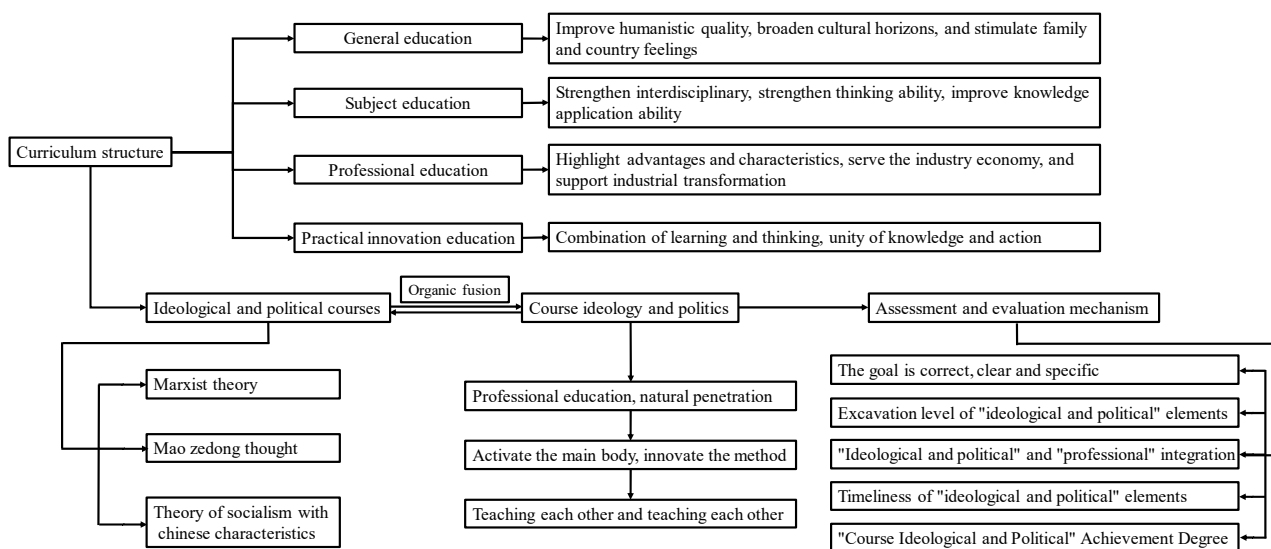 General education
Improve humanistic quality, broaden cultural horizons, and stimulate family
and country feelings
Subject education
Strengthen interdisciplinary, strengthen thinking ability, improve knowledge
application ability
Curriculum structure
Professional education
Highlight advantages and characteristics, serve the industry economy, and
support industrial transformation
Practical innovation education
Combination of learning and thinking, unity of knowledge and action
Ideological and political courses
Organic fusion
Course ideology and politics
Assessment and evaluation mechanism
Marxist theory
Mao zedong thought
Theory of socialism with
chinese characteristics
Professional education, natural penetration
Activate the main body, innovate the method
Teaching each other and teaching each other
The goal is correct, clear and specific
Excavation level of "ideological and political" elements
"Ideological and political" and "professional" integration
Timeliness of "ideological and political" elements
"Course Ideological and Political" Achievement Degree